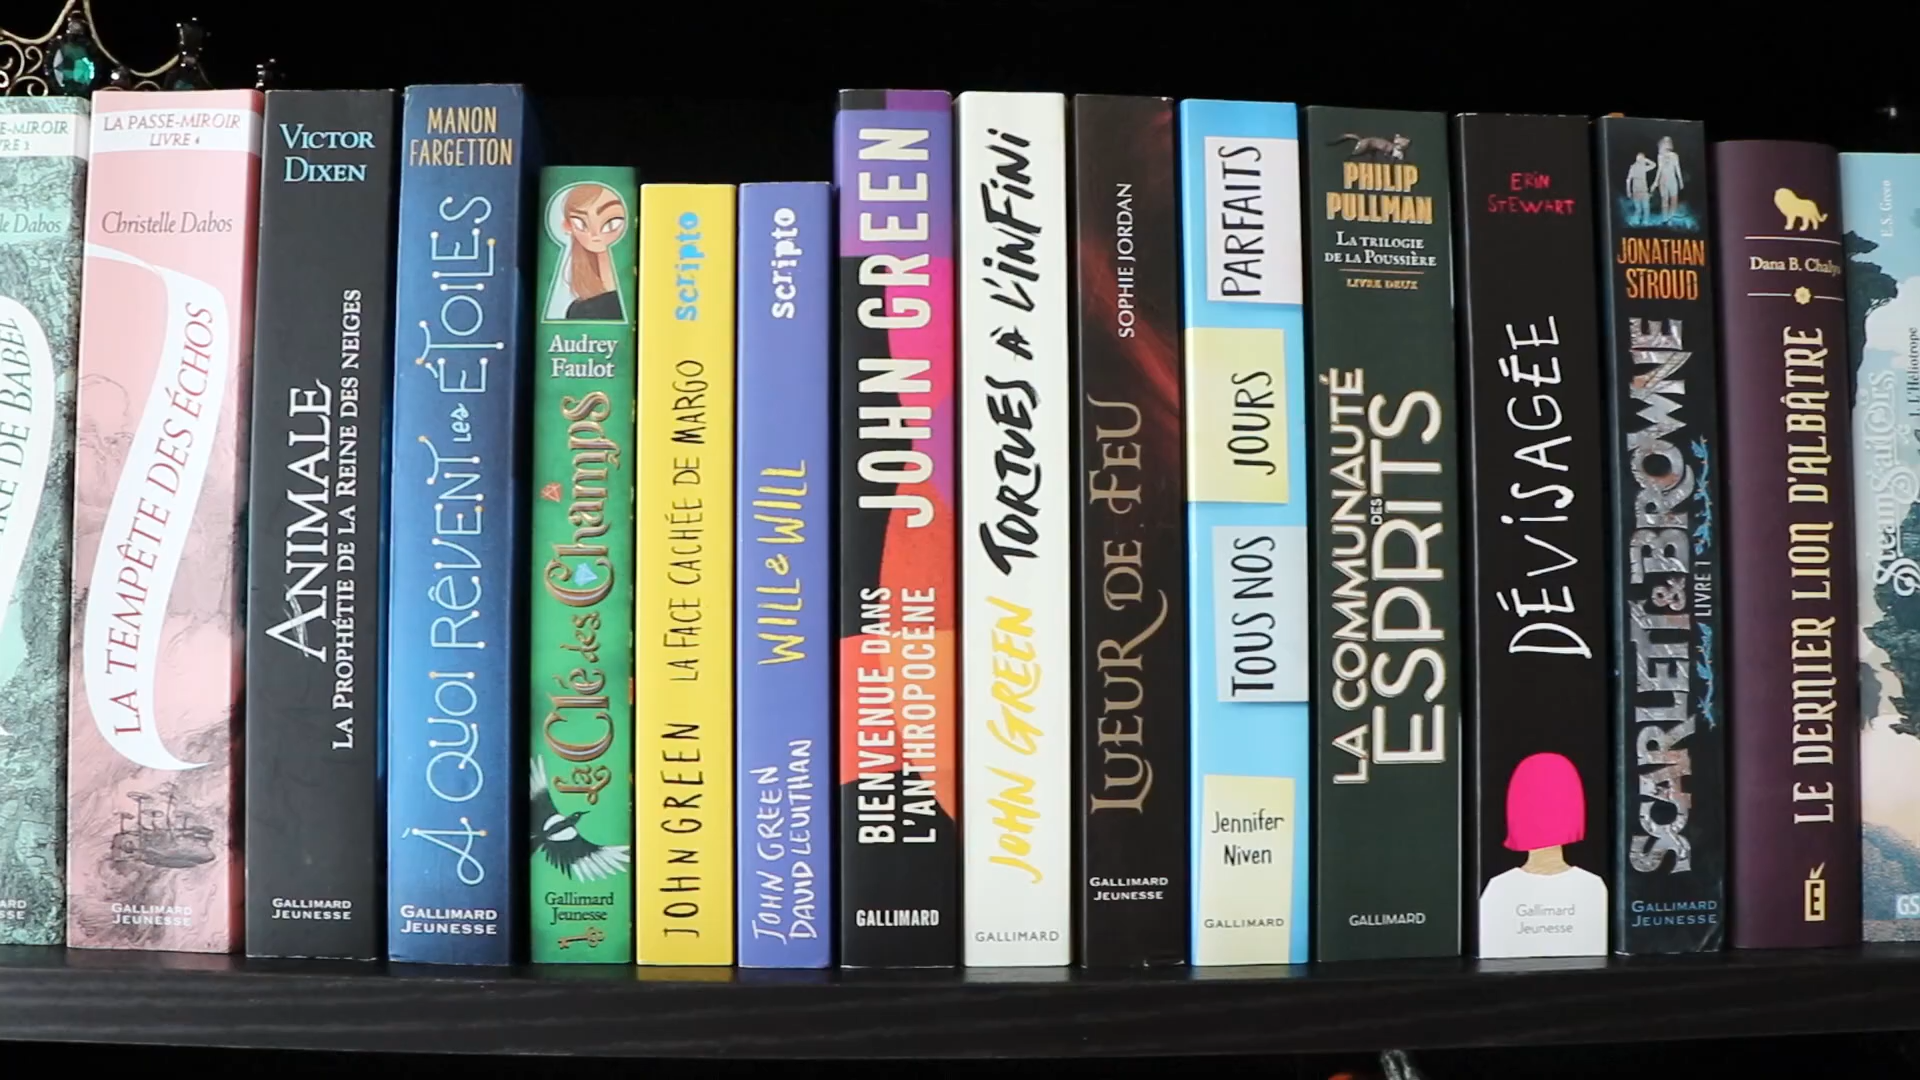 LA PASSE-MIROIR
LIVRE 4
Christelle Dabos
LA TEMPÊTE DES ÉCHOS
GALLIMARD
JEUNESSE
VICTOR
DIXEN
ANIMALE
LA PROPHÉTIE DE LA REINE DES NEIGES
GALLIMARD
JEUNESSE
MANON
FARGETTON
À QUOI RÊVENT les ÉTOILES
GALLIMARD
JEUNESSE
Audrey
Faulot
La Clé des Champs
Gallimard
Jeunesse
scripto
LA FACE CACHÉE DE MARGO
JOHN GREEN
scripto
WILL & WILL
JOHN GREEN
DAVID LEVITHAN
JOHN GREEN
BIENVENUE DANS
L'ANTHROPOCÈNE
GALLIMARD
TORTUES À L'INFINI
JOHN GREEN
GALLIMARD
SOPHIE JORDAN
LUEUR DE FEU
GALLIMARD
JEUNESSE
PARFAITS
JOURS
TOUS NOS
Jennifer
Niven
GALLIMARD
PHILIP
PULLMAN
LA TRILOGIE
DE LA POUSSIÈRE
LIVRE DEUX
LA COMMUNAUTÉ
DES
ESPRITS
GALLIMARD
ERIN
STEWART
DÉVISAGÉE
Gallimard
Jeunesse
JONATHAN
STROUD
SCARLETT & BROWNE
LIVRE 1
GALLIMARD
JEUNESSE
Dana B. Chalys
LE DERNIER LION D'ALBÂTRE
E
E.S. Green
SteamSailors
L'Héliotrope
GS